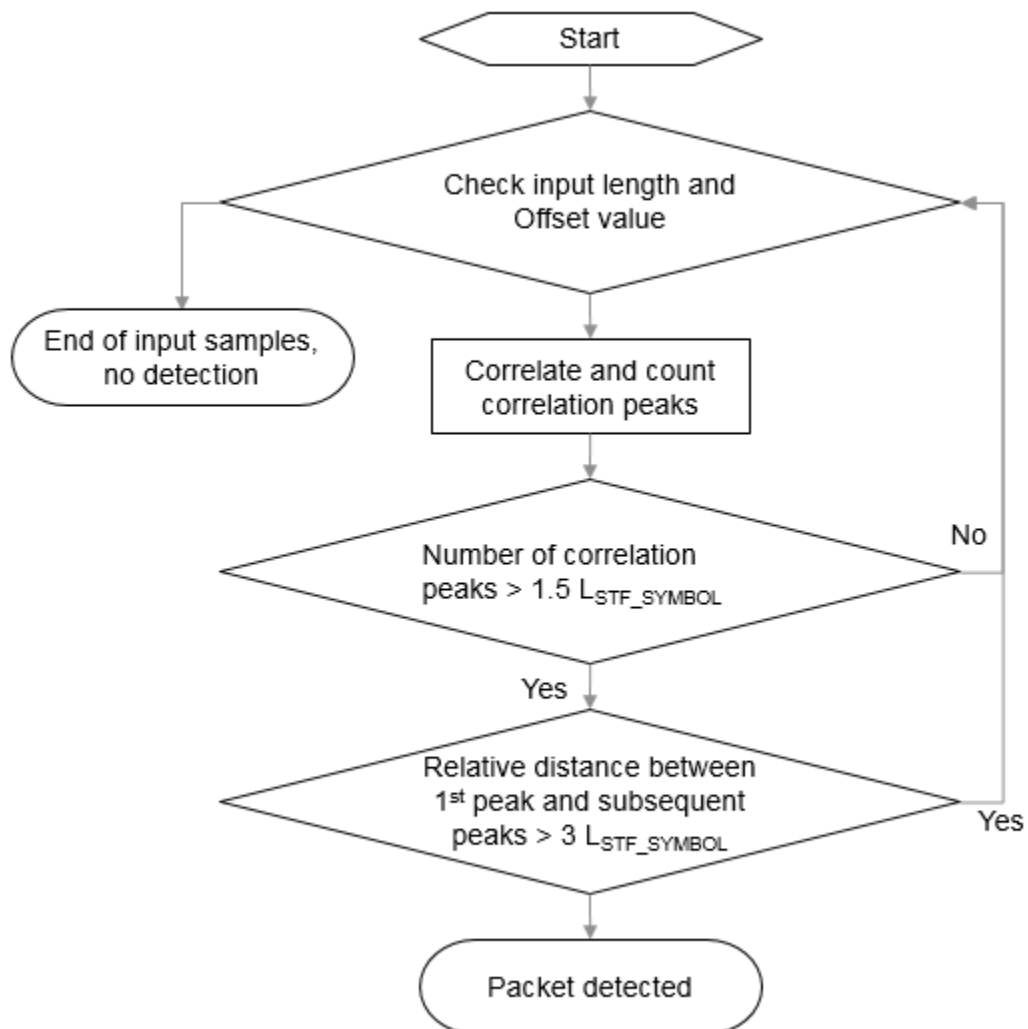 Start
Check input length and
Offset value
End of input samples,
no detection
Correlate and count
correlation peaks
No
Number of correlation
peaks > 1.5 L_STF_SYMBOL
Yes
Relative distance between
1st peak and subsequent
peaks > 3 L_STF_SYMBOL
Yes
Packet detected